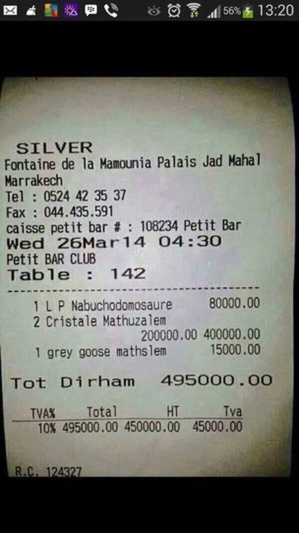 56% 13:20
SILVER
Fontaine de la Mamounia Palais Jad Mahal
Marrakech
Tel : 0524 42 35 37
Fax : 044.435.591
caisse petit bar # : 108234 Petit Bar
Wed 26Mar14 04:30
Petit BAR CLUB
Table : 142
1 L P Nabuchodomosaure 80000.00
2 Cristale Mathuzalem
200000.00 400000.00
1 grey goose mathslem 15000.00
Tot Dirham 495000.00
TVA% Total HT Tva
10% 495000.00 450000.00 45000.00
R.C. 124327